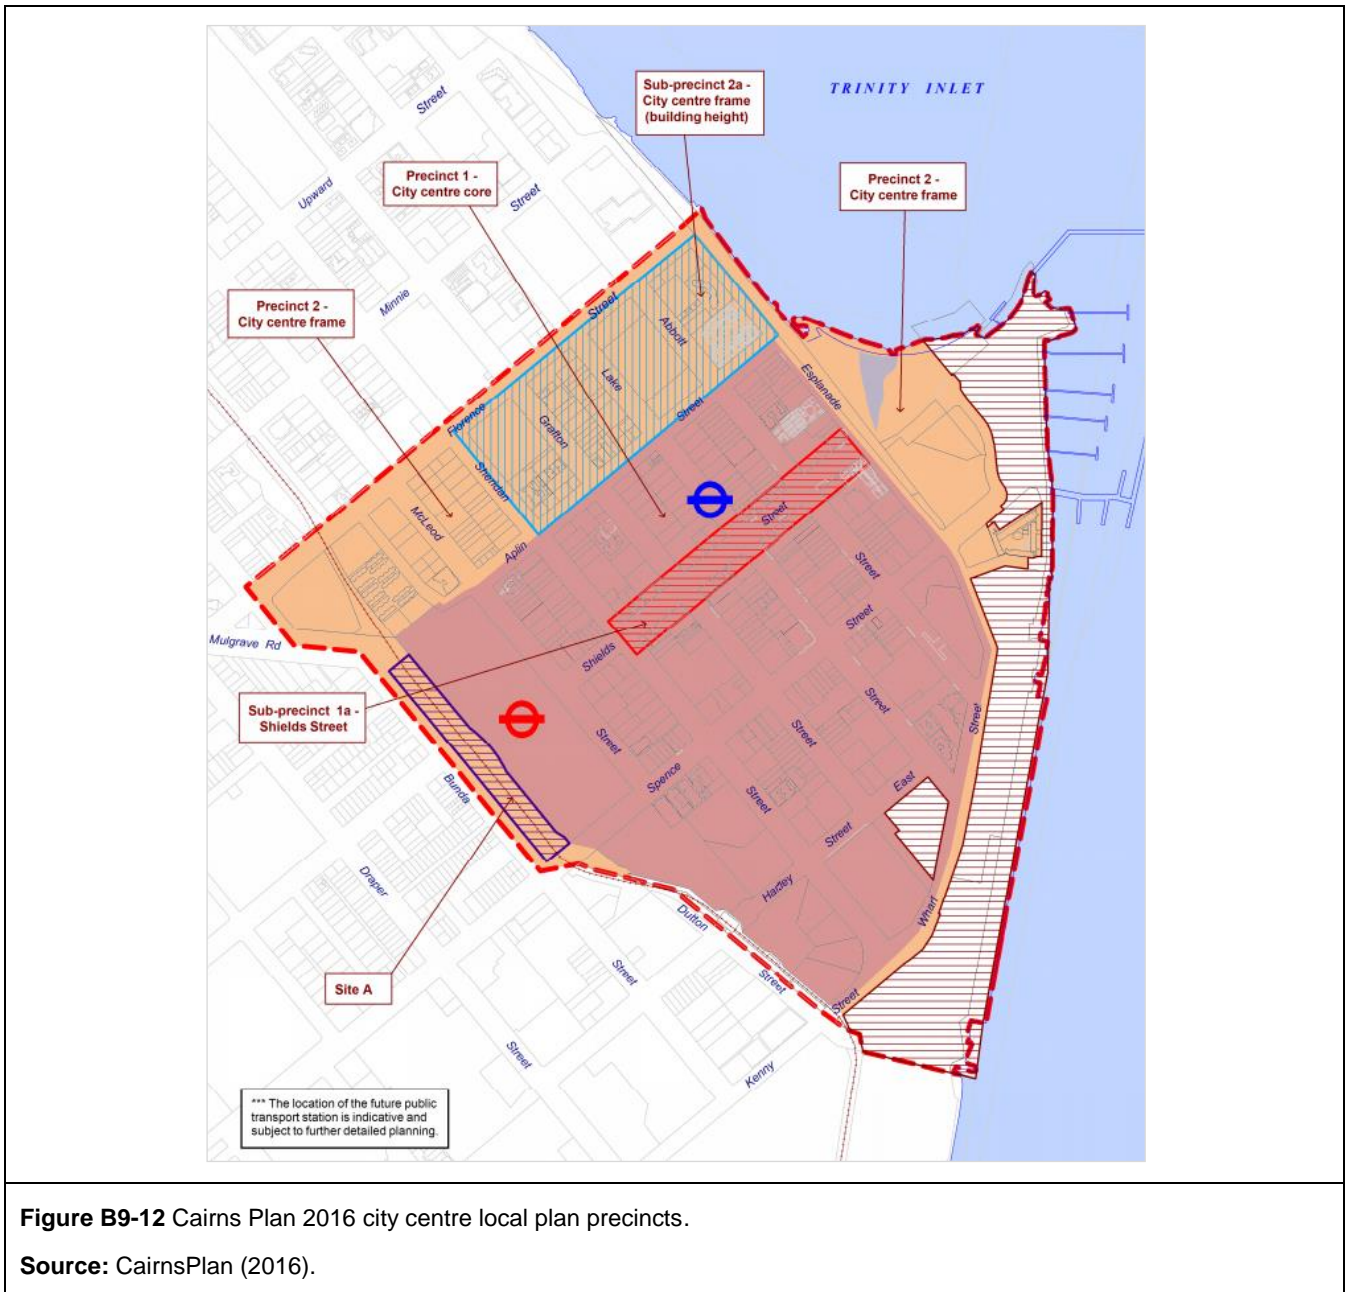 TRINITY INLET
Sub-precinct 2a -
City centre frame
(building height)
Street
Precinct 1 -
City centre core
Precinct 2 -
City centre frame
Upward
Street
Precinct 2 -
City centre frame
Minnie
Street
Abbott
Lake
Esplanade
Street
Florence
Grafton
Sheridan
McLeod
Street
Aplin
Street
Street
Mulgrave Rd
Shields
Sub-precinct 1a -
Shields Street
Street
Street
Street
Street
Spence
East
Bunda
Street
Street
Draper
Hartley
Wharf
Dutton
Street
Street
Site A
Street
Street
Kenny
*** The location of the future public
transport station is indicative and
subject to further detailed planning.
Figure B9-12 Cairns Plan 2016 city centre local plan precincts.
Source: CairnsPlan (2016).